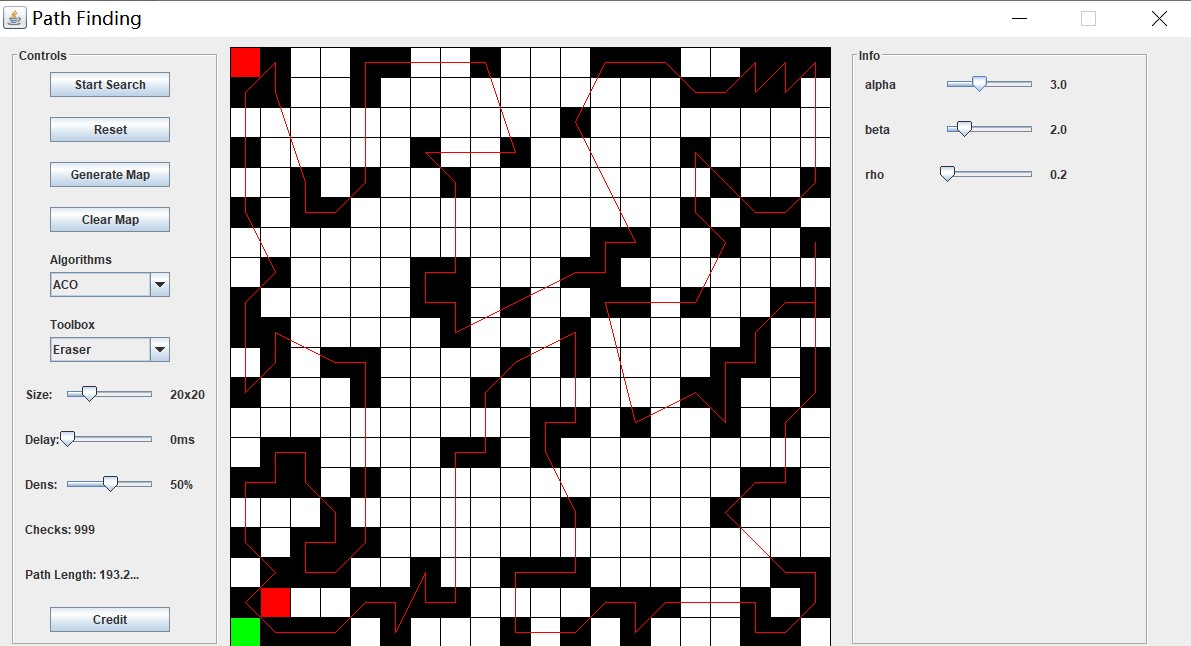 Path Finding
Controls
Start Search
Reset
Generate Map
Clear Map
Algorithms
ACO
Toolbox
Eraser
Size: 20x20
Delay: 0ms
Dens: 50%
Checks: 999
Path Length: 193.2...
Credit
Info
alpha 3.0
beta 2.0
rho 0.2